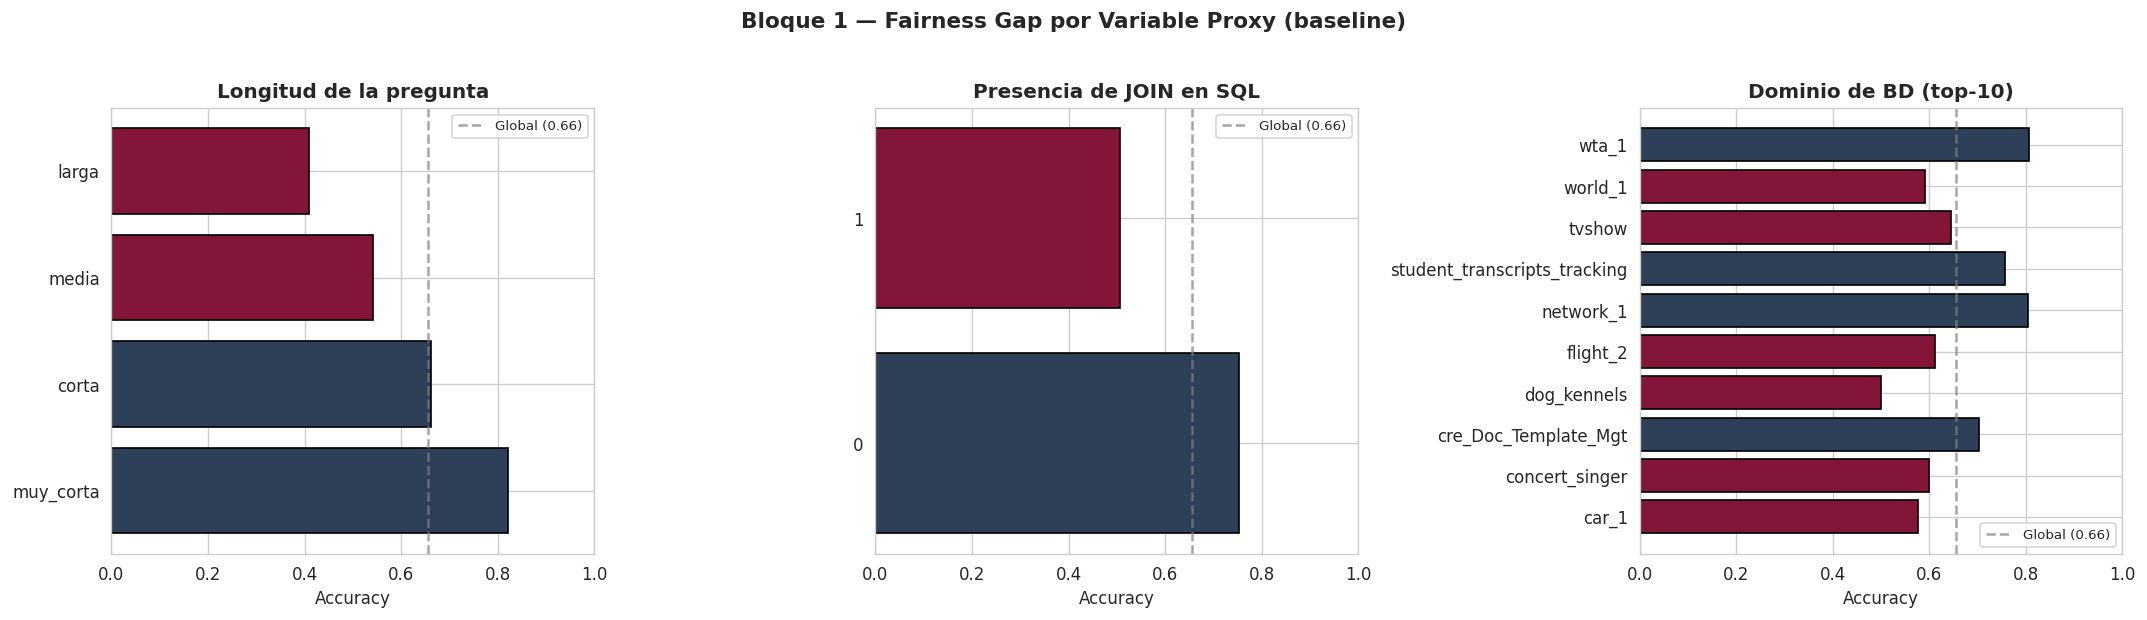 Bloque 1 — Fairness Gap por Variable Proxy (baseline)
Longitud de la pregunta
Global (0.66)
larga
media
corta
muy_corta
0.0 0.2 0.4 0.6 0.8 1.0
Accuracy
Presencia de JOIN en SQL
Global (0.66)
1
0
0.0 0.2 0.4 0.6 0.8 1.0
Accuracy
Dominio de BD (top-10)
wta_1
world_1
tvshow
student_transcripts_tracking
network_1
flight_2
dog_kennels
cre_Doc_Template_Mgt
concert_singer
car_1
Global (0.66)
0.0 0.2 0.4 0.6 0.8 1.0
Accuracy